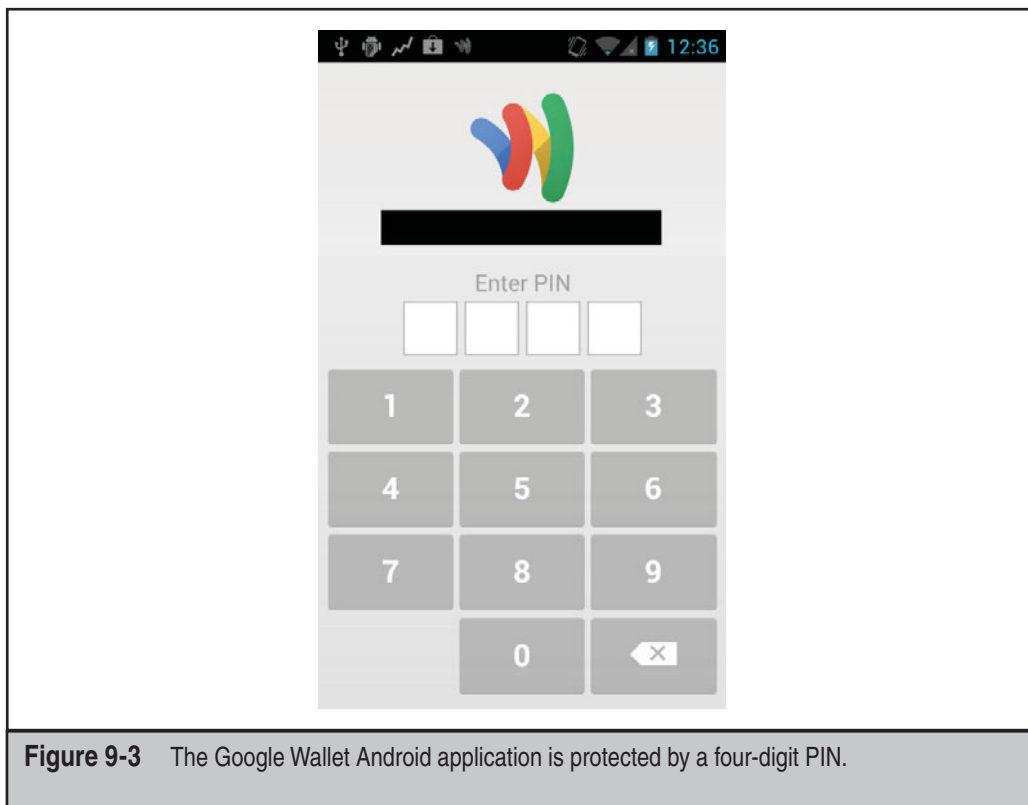 12:36
Enter PIN
1 2 3
4 5 6
7 8 9
0
Figure 9-3 The Google Wallet Android application is protected by a four-digit PIN.